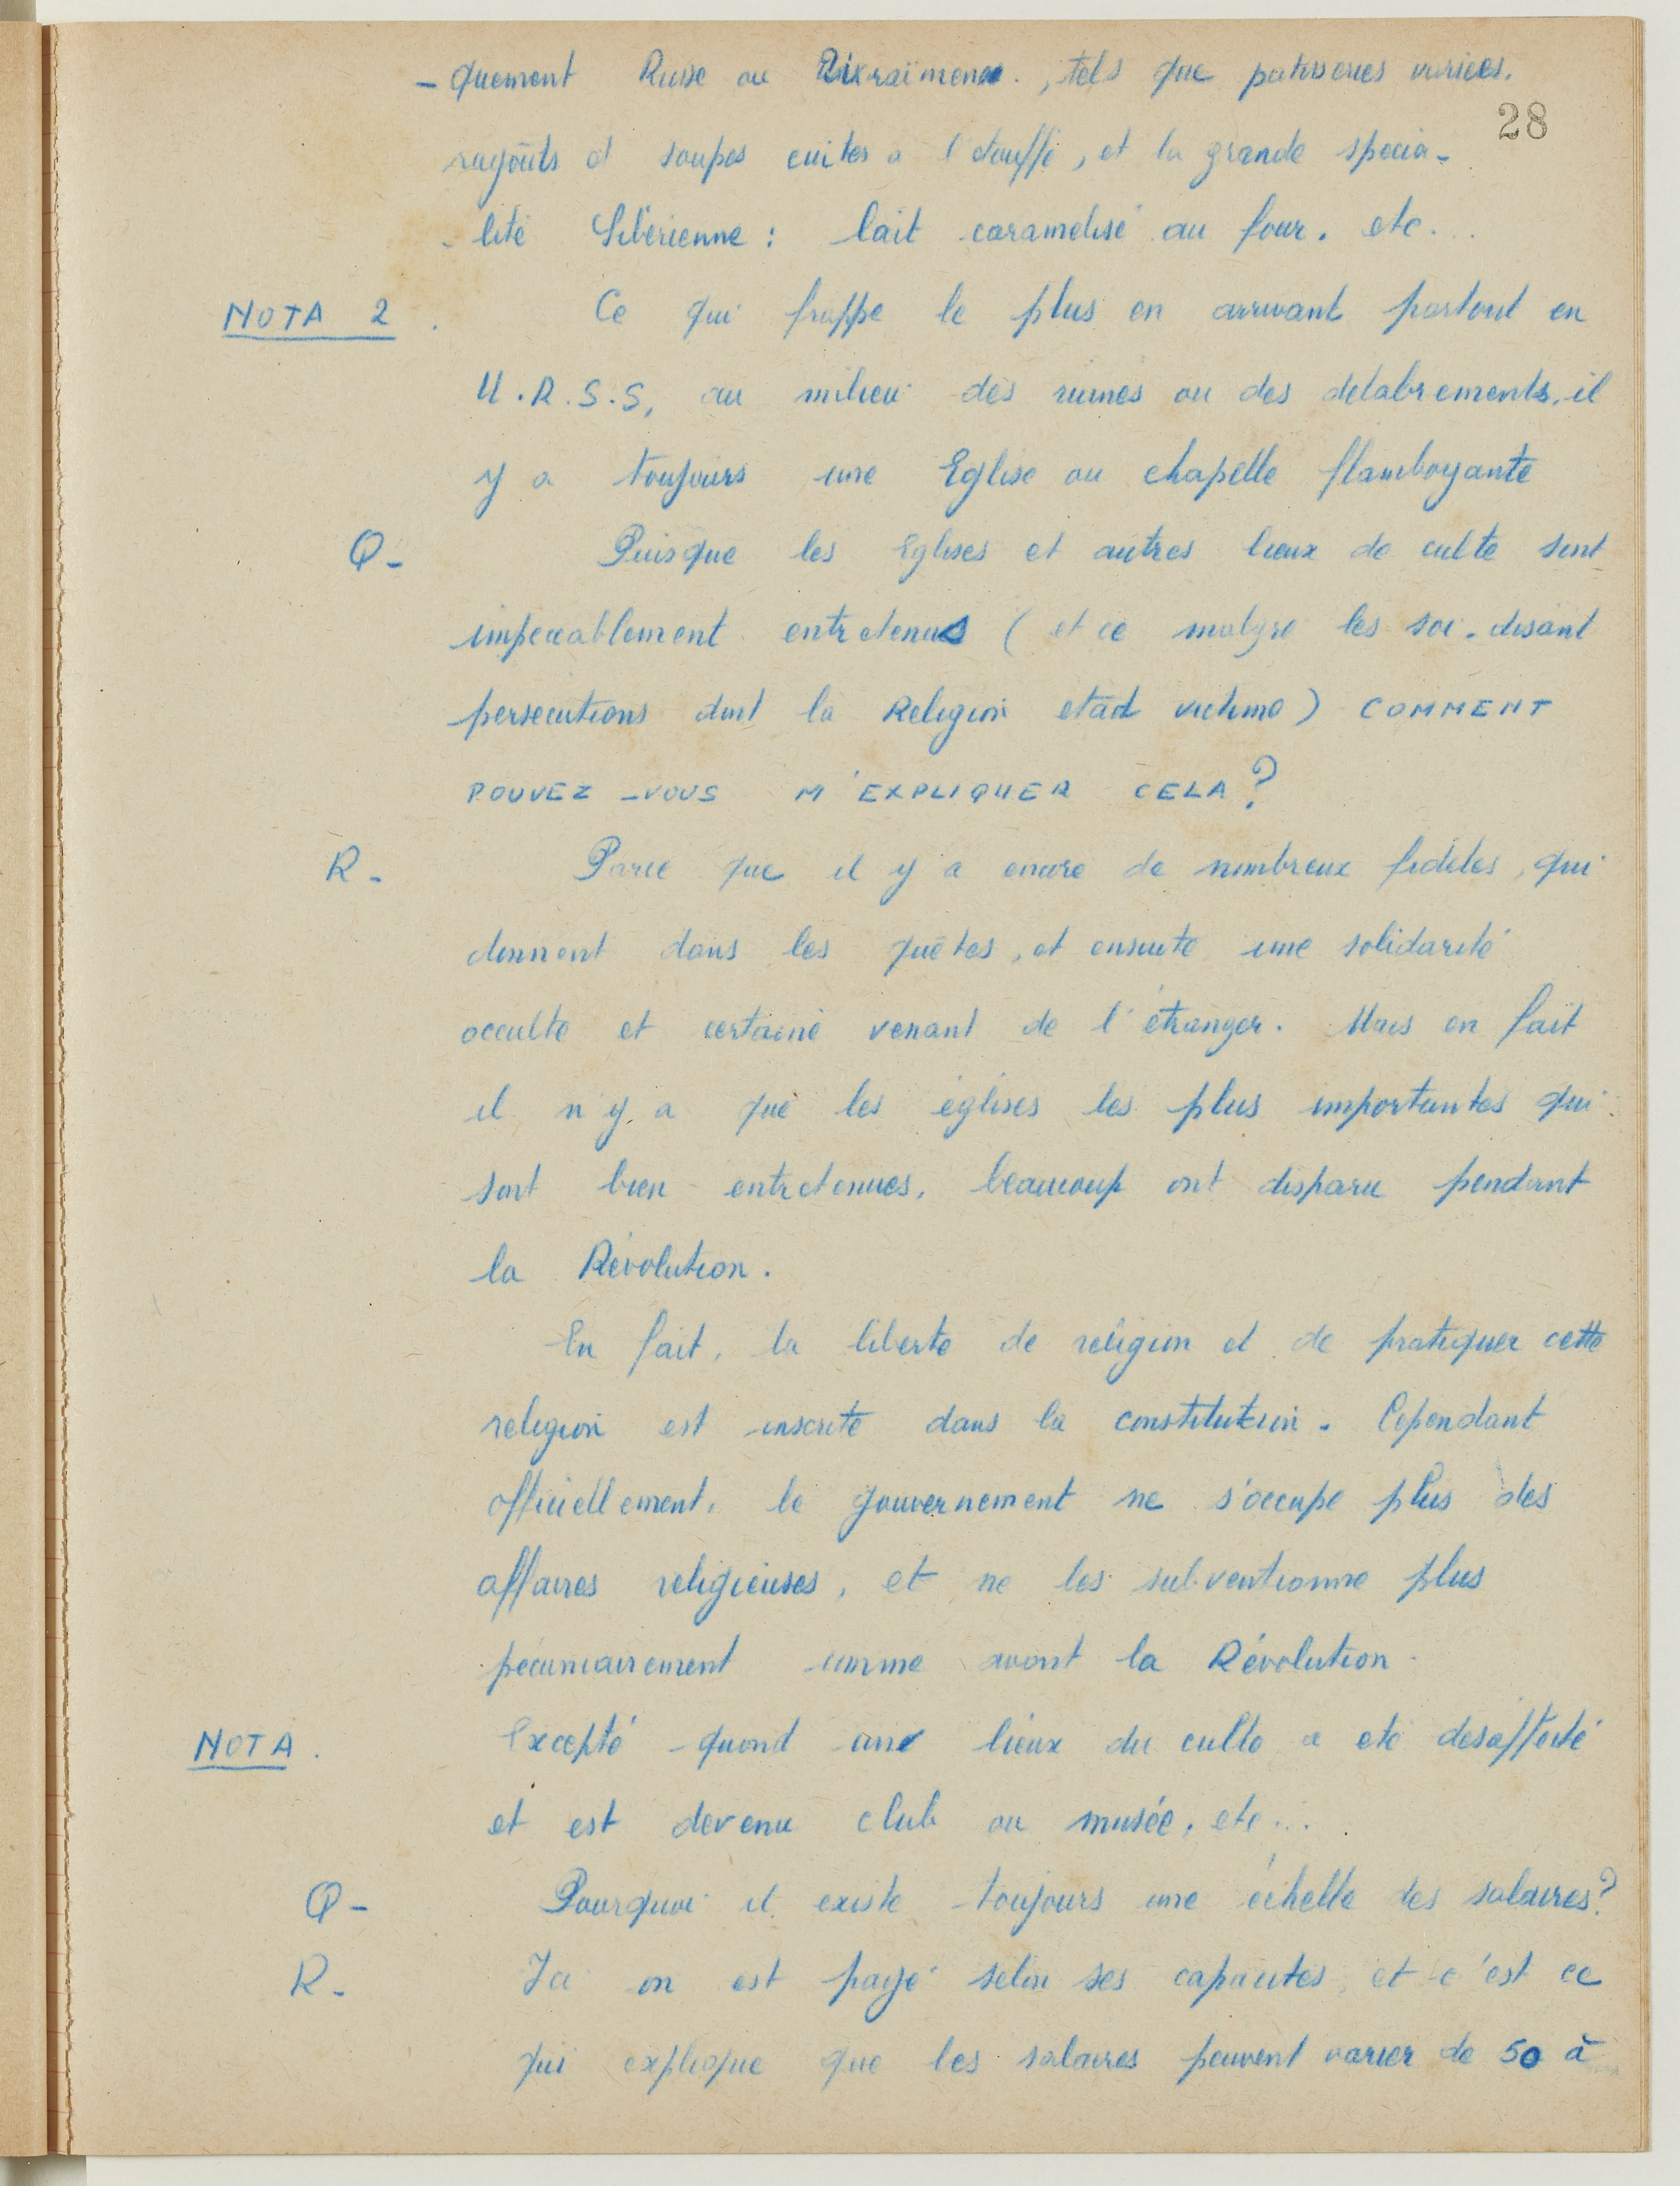 - quement Russe ou Ukraïnienne., tels que patisseries variees.
28
ragoûts et soupes cuites a l'etouffé, et la grande specia-
- lité Sibérienne : lait caramelisé au four. etc...
NOTA 2. Ce qui frappe le plus en arrivant partout en
U.R.S.S, au milieu des ruines ou des delabrements, il
y a toujours une Eglise ou chapelle flamboyante
Q- Puisque les Eglises et autres lieux de culte sont
impeccablement entretenus (et ce malgré les soi-disant
persecutions dont la Religion etait victime) COMMENT
POUVEZ-VOUS M'EXPLIQUER CELA?
R- Parce que il y a encore de nombreux fidèles, qui
donnent dans les quêtes, et ensuite une solidarité
occulte et certaine venant de l'étranger. Mais en fait
il n'y a que les églises les plus importantes qui
sont bien entretenues, beaucoup ont disparu pendant
la Révolution.
En fait, la liberte de religion et de pratiquer cette
religion est inscrite dans la constitution. Cependant
officiellement, le gouvernement ne s'occupe plus des
affaires religieuses, et ne les subventionne plus
pécuniairement comme avant la Révolution.
NOTA. Excepté quand une lieux du culte a eté désaffecté
et est devenu club ou musée, etc...
Q- Pourquoi il existe toujours une échelle des salaires?
R- Ici on est payé selon ses capacites, et c'est ce
qui explique que les salaires peuvent varier de 50 à